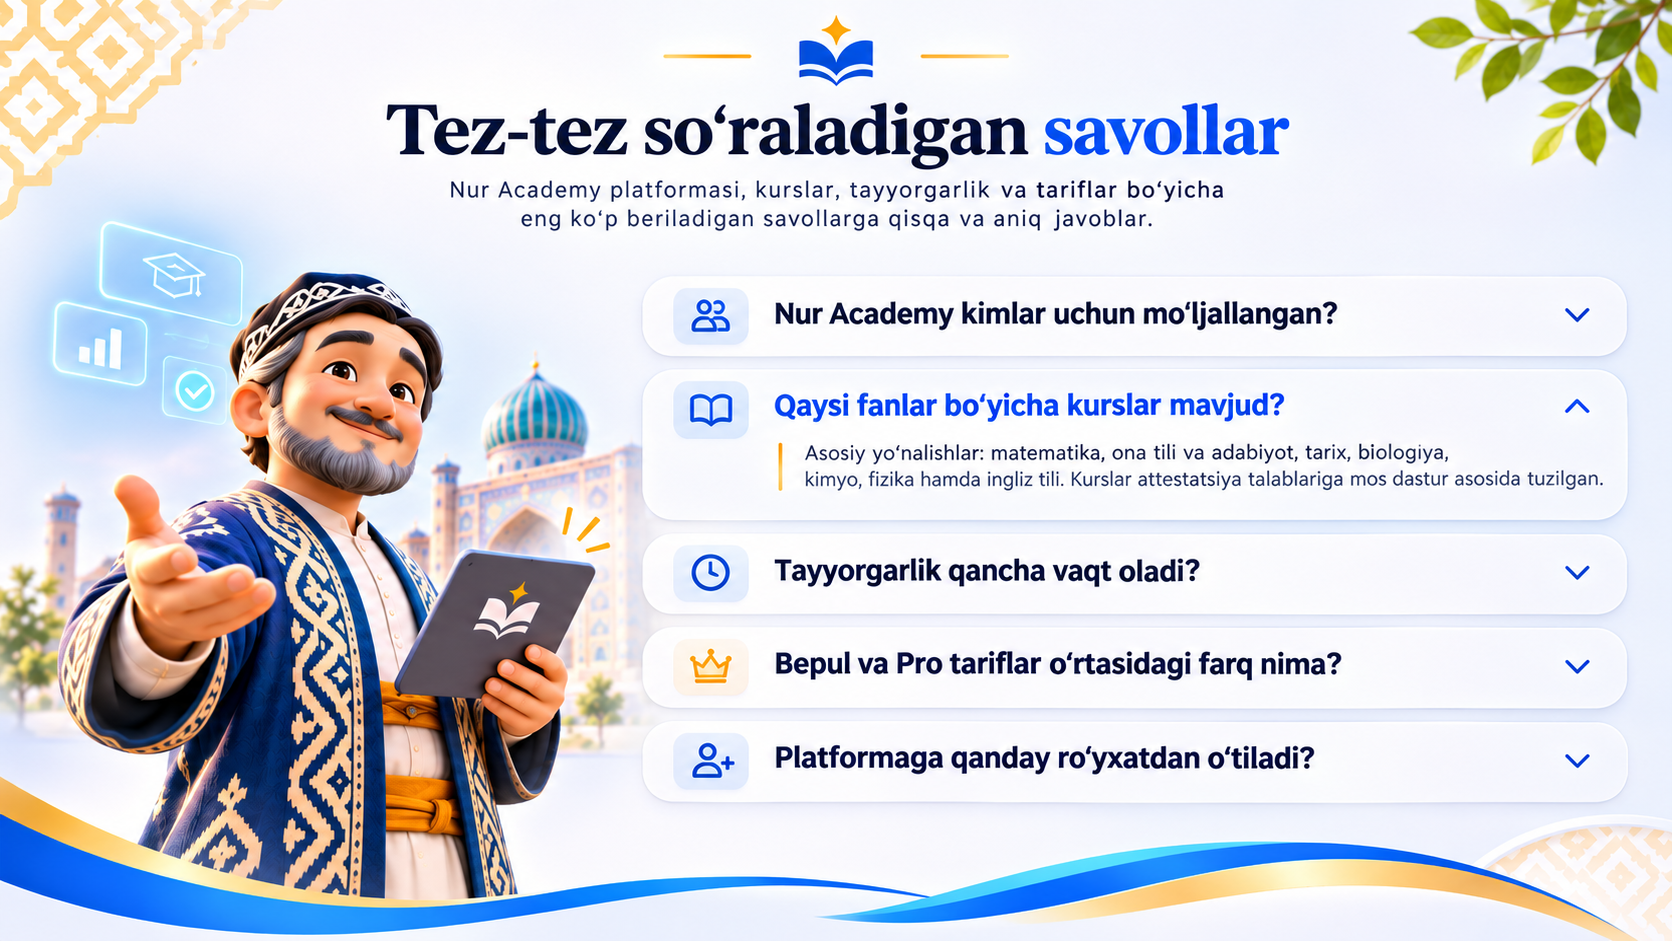 Tez-tez so‘raladigan savollar
Nur Academy platformasi, kurslar, tayyorgarlik va tariflar bo‘yicha
eng ko‘p beriladigan savollarga qisqa va aniq javoblar.
Nur Academy kimlar uchun mo‘ljallangan?
Qaysi fanlar bo‘yicha kurslar mavjud?
Asosiy yo‘nalishlar: matematika, ona tili va adabiyot, tarix, biologiya,
kimyo, fizika hamda ingliz tili. Kurslar attestatsiya talablariga mos dastur asosida tuzilgan.
Tayyorgarlik qancha vaqt oladi?
Bepul va Pro tariflar o‘rtasidagi farq nima?
Platformaga qanday ro‘yxatdan o‘tiladi?